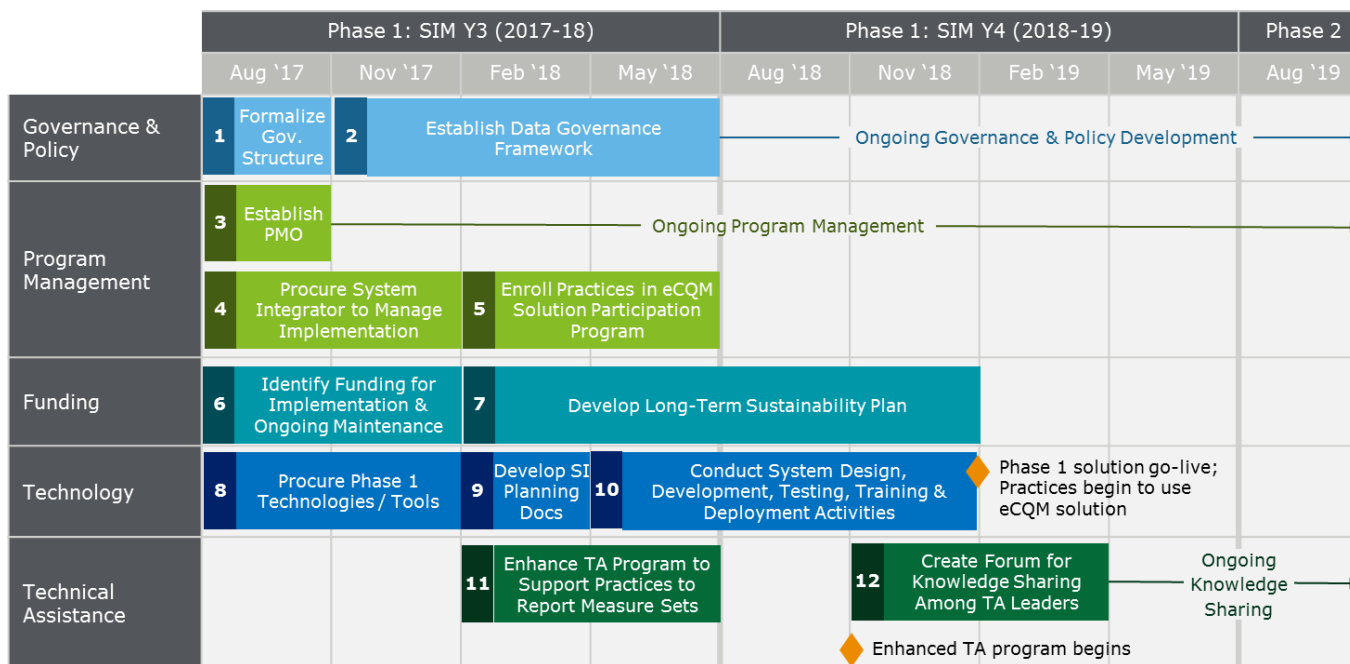 Phase 1: SIM Y3 (2017-18)
Phase 1: SIM Y4 (2018-19)
Phase 2
Aug ‘17
Nov ‘17
Feb ‘18
May ‘18
Aug ‘18
Nov ‘18
Feb ‘19
May ‘19
Aug ‘19
Governance &
Policy
1
Formalize
Gov.
Structure
2
Establish Data Governance
Framework
Ongoing Governance & Policy Development
Program
Management
3
Establish
PMO
Ongoing Program Management
4
Procure System
Integrator to Manage
Implementation
5
Enroll Practices in eCQM
Solution Participation
Program
Funding
6
Identify Funding for
Implementation &
Ongoing Maintenance
7
Develop Long-Term Sustainability Plan
Technology
8
Procure Phase 1
Technologies / Tools
9
Develop SI
Planning
Docs
10
Conduct System Design,
Development, Testing, Training &
Deployment Activities
Phase 1 solution go-live;
Practices begin to use
eCQM solution
Technical
Assistance
11
Enhance TA Program to
Support Practices to
Report Measure Sets
12
Create Forum for
Knowledge Sharing
Among TA Leaders
Ongoing
Knowledge
Sharing
Enhanced TA program begins